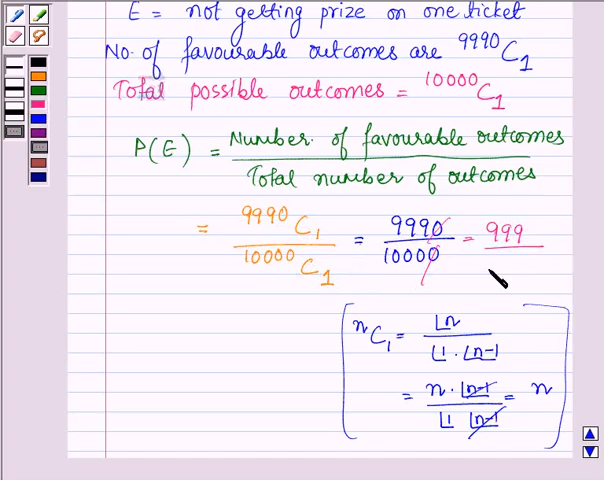 E = not getting prize on one ticket
No. of favourable outcomes are ⁹⁹⁹⁰C₁
Total possible outcomes = ¹⁰⁰⁰⁰C₁
P(E) = Number of favourable outcomes / Total number of outcomes
= ⁹⁹⁹⁰C₁ / ¹⁰⁰⁰⁰C₁ = 9990 / 10000 = 999 /
ⁿC₁ = |n / |1 . |n-1
= n . |n-1 / |1 |n-1 = n